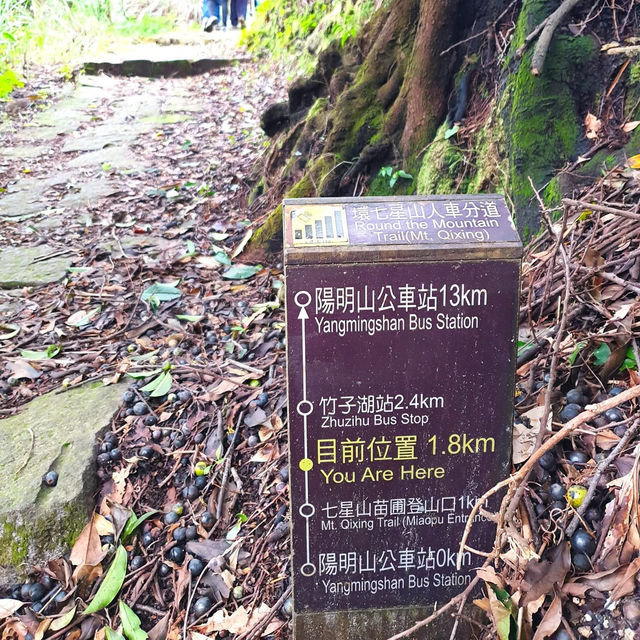 環七星山人車分道
Round the Mountain
Trail(Mt. Qixing)
陽明山公車站13km
Yangmingshan Bus Station
竹子湖站2.4km
Zhuzihu Bus Stop
目前位置 1.8km
You Are Here
七星山苗圃登山口1k
Mt. Qixing Trail (Miaopu Entrance
陽明山公車站0km
Yangmingshan Bus Station